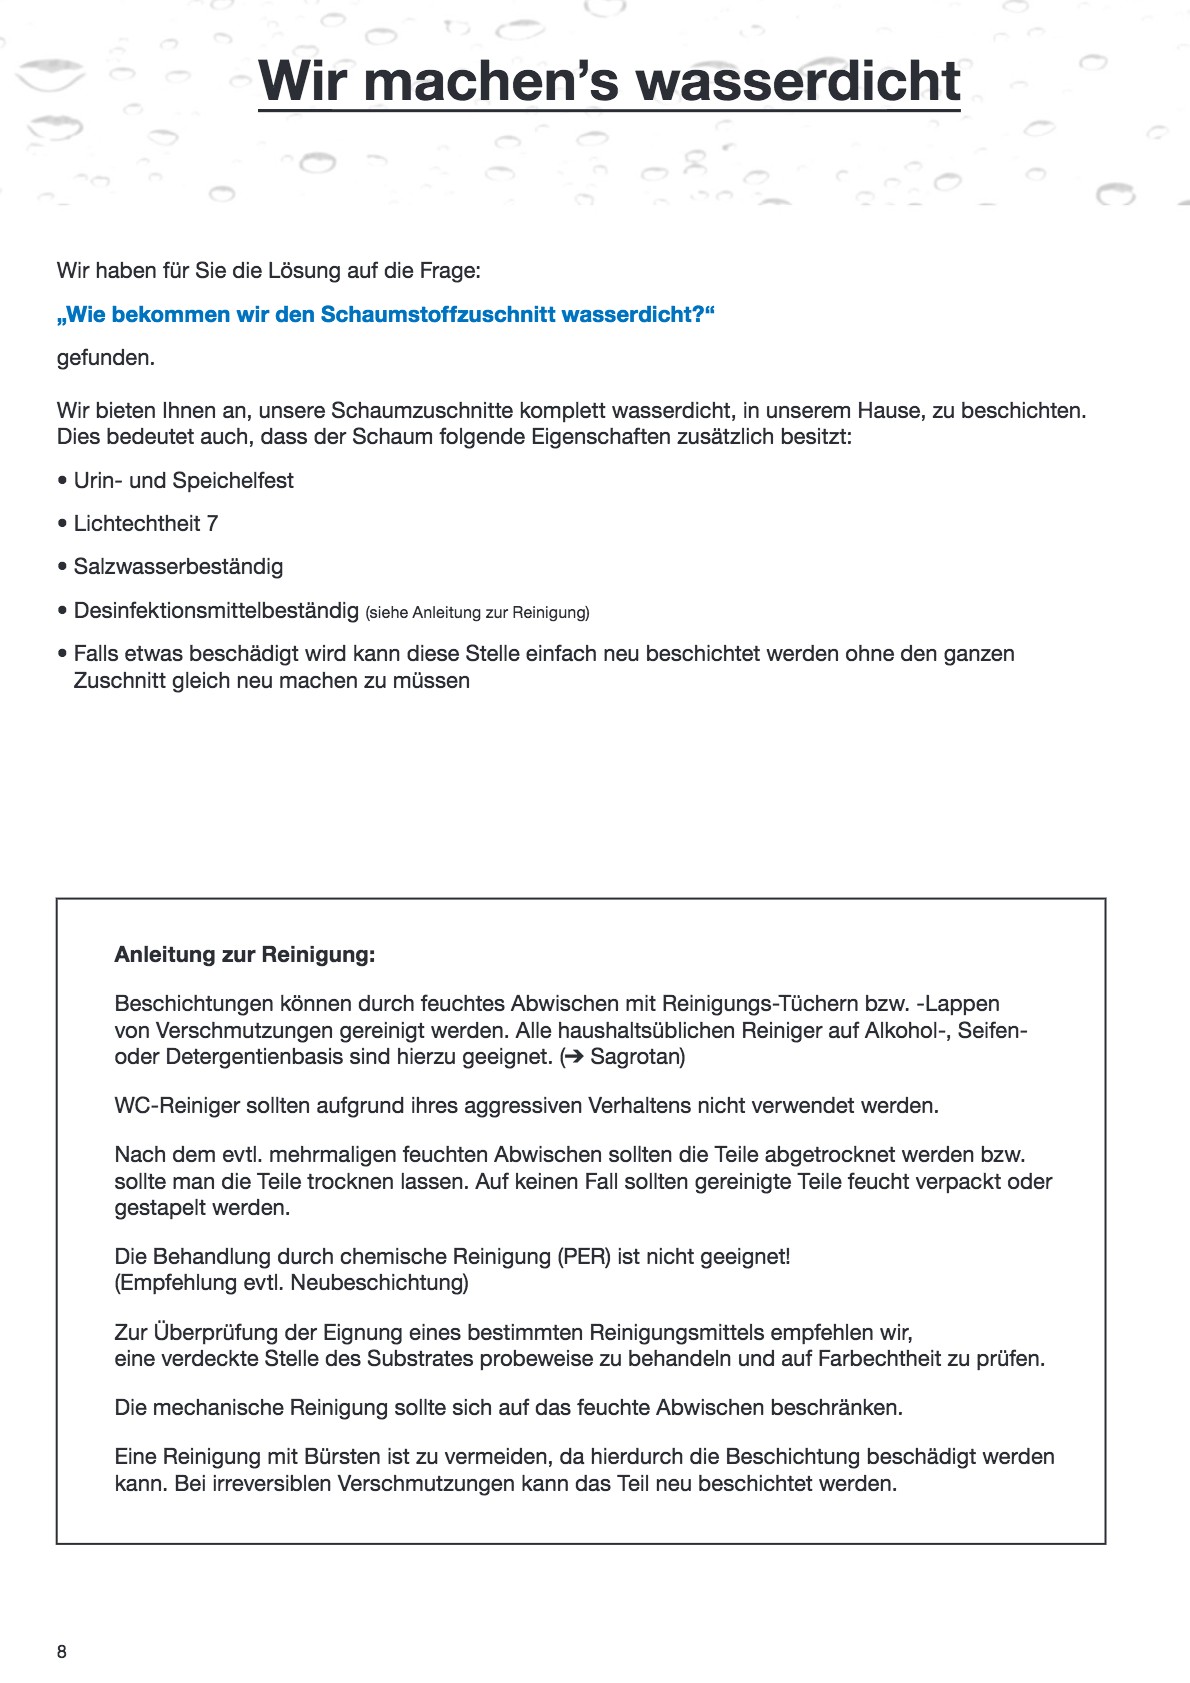 Wir machen’s wasserdicht
Wir haben für Sie die Lösung auf die Frage:
„Wie bekommen wir den Schaumstoffzuschnitt wasserdicht?“
gefunden.
Wir bieten Ihnen an, unsere Schaumzuschnitte komplett wasserdicht, in unserem Hause, zu beschichten.
Dies bedeutet auch, dass der Schaum folgende Eigenschaften zusätzlich besitzt:
• Urin- und Speichelfest
• Lichtechtheit 7
• Salzwasserbeständig
• Desinfektionsmittelbeständig (siehe Anleitung zur Reinigung)
• Falls etwas beschädigt wird kann diese Stelle einfach neu beschichtet werden ohne den ganzen
Zuschnitt gleich neu machen zu müssen
Anleitung zur Reinigung:
Beschichtungen können durch feuchtes Abwischen mit Reinigungs-Tüchern bzw. -Lappen
von Verschmutzungen gereinigt werden. Alle haushaltsüblichen Reiniger auf Alkohol-, Seifen-
oder Detergentienbasis sind hierzu geeignet. (➔ Sagrotan)
WC-Reiniger sollten aufgrund ihres aggressiven Verhaltens nicht verwendet werden.
Nach dem evtl. mehrmaligen feuchten Abwischen sollten die Teile abgetrocknet werden bzw.
sollte man die Teile trocknen lassen. Auf keinen Fall sollten gereinigte Teile feucht verpackt oder
gestapelt werden.
Die Behandlung durch chemische Reinigung (PER) ist nicht geeignet!
(Empfehlung evtl. Neubeschichtung)
Zur Überprüfung der Eignung eines bestimmten Reinigungsmittels empfehlen wir,
eine verdeckte Stelle des Substrates probeweise zu behandeln und auf Farbechtheit zu prüfen.
Die mechanische Reinigung sollte sich auf das feuchte Abwischen beschränken.
Eine Reinigung mit Bürsten ist zu vermeiden, da hierdurch die Beschichtung beschädigt werden
kann. Bei irreversiblen Verschmutzungen kann das Teil neu beschichtet werden.
8